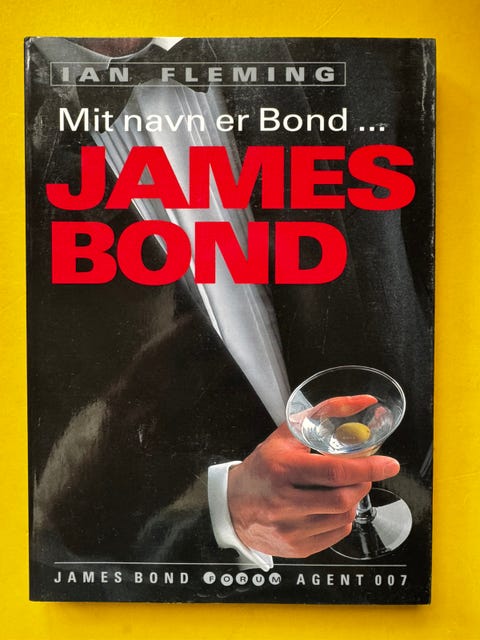 IAN FLEMING
Mit navn er Bond ...
JAMES
BOND
JAMES BOND FORUM AGENT 007